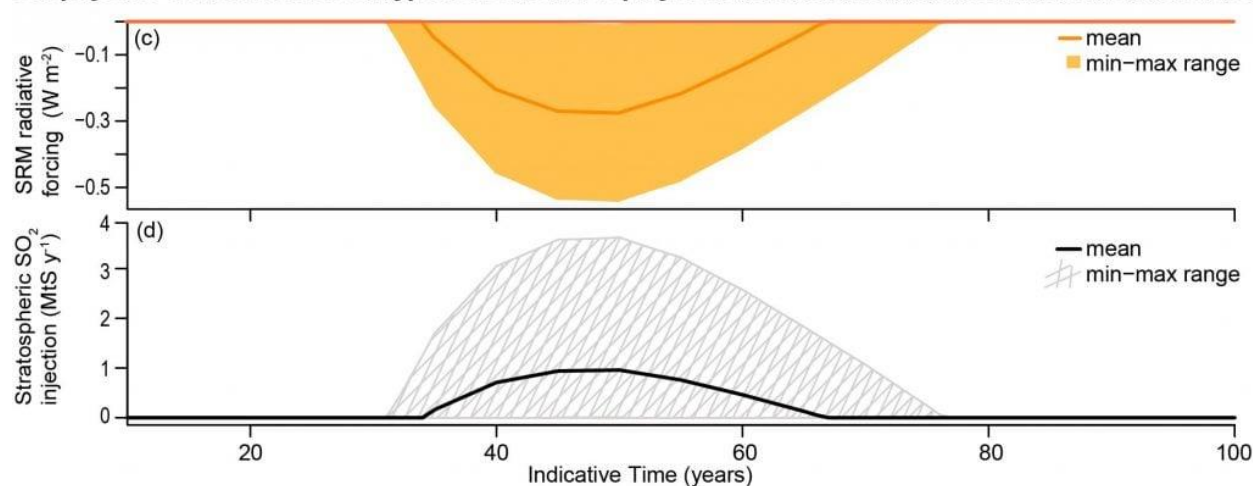 (c)
SRM radiative
forcing (W m⁻²)
−0.1
−0.3
−0.5
mean
min−max range
(d)
Stratospheric SO₂
injection (MtS y⁻¹)
4
3
2
1
0
mean
min−max range
20
40
60
80
100
Indicative Time (years)